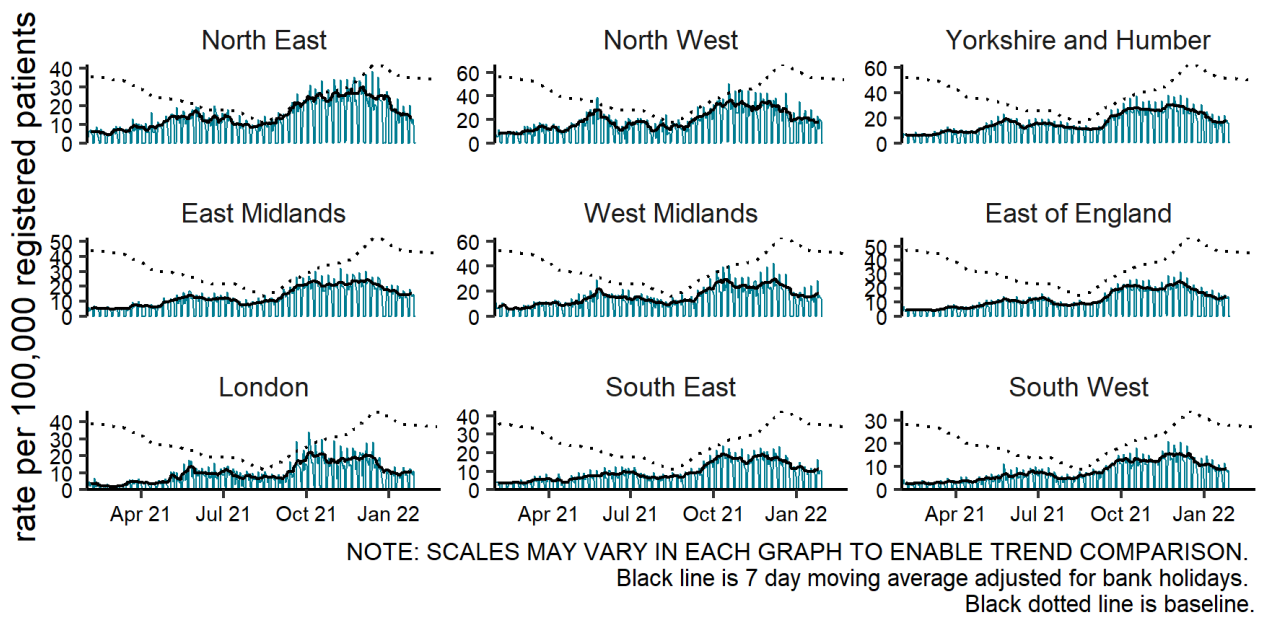 rate per 100,000 registered patients
North East
North West
Yorkshire and Humber
40
30
20
10
0
60
40
20
0
60
40
20
0
East Midlands
West Midlands
East of England
50
40
30
20
10
0
60
40
20
0
50
40
30
20
10
0
London
South East
South West
40
30
20
10
0
40
30
20
10
0
30
20
10
0
Apr 21 Jul 21 Oct 21 Jan 22
Apr 21 Jul 21 Oct 21 Jan 22
Apr 21 Jul 21 Oct 21 Jan 22
NOTE: SCALES MAY VARY IN EACH GRAPH TO ENABLE TREND COMPARISON.
Black line is 7 day moving average adjusted for bank holidays.
Black dotted line is baseline.